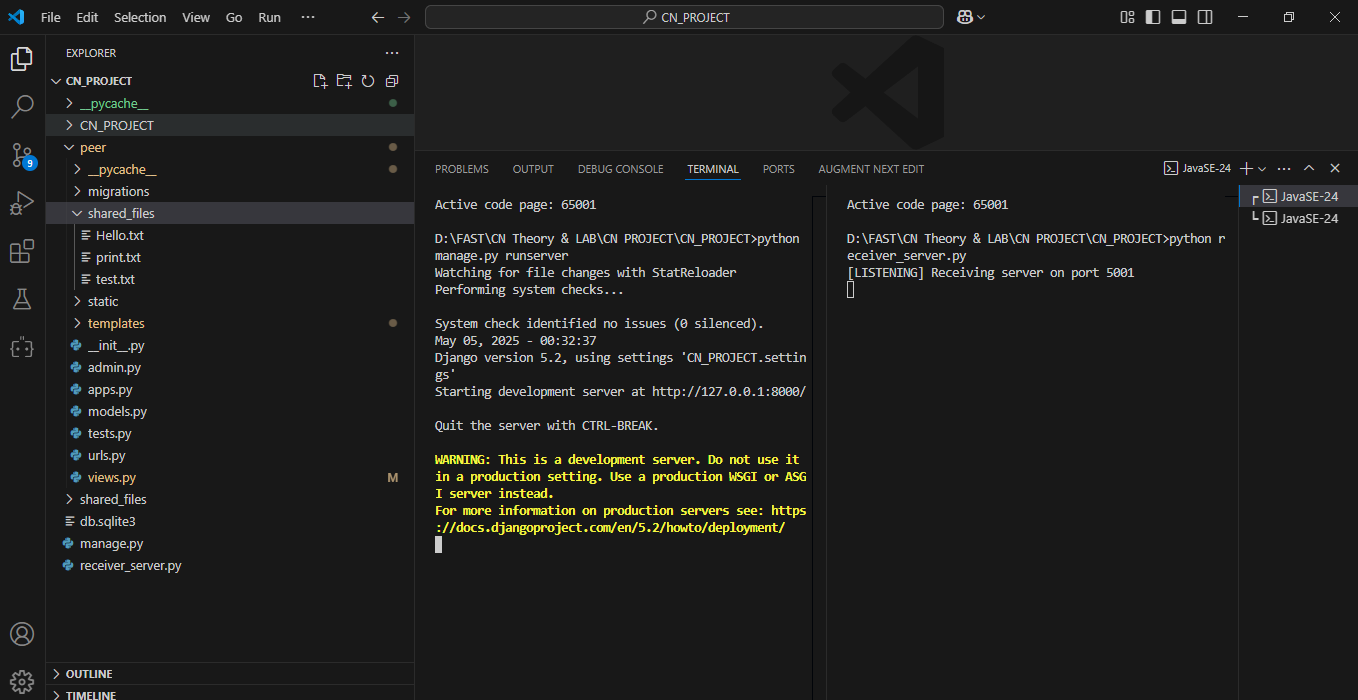 File Edit Selection View Go Run ··· CN_PROJECT
EXPLORER
CN_PROJECT
__pycache__
CN_PROJECT
peer
__pycache__
migrations
shared_files
Hello.txt
print.txt
test.txt
static
templates
__init__.py
admin.py
apps.py
models.py
tests.py
urls.py
views.py M
shared_files
db.sqlite3
manage.py
receiver_server.py
OUTLINE
TIMELINE
9
PROBLEMS OUTPUT DEBUG CONSOLE TERMINAL PORTS AUGMENT NEXT EDIT JavaSE-24
Active code page: 65001
D:\FAST\CN Theory & LAB\CN PROJECT\CN_PROJECT>python
manage.py runserver
Watching for file changes with StatReloader
Performing system checks...
System check identified no issues (0 silenced).
May 05, 2025 - 00:32:37
Django version 5.2, using settings 'CN_PROJECT.settin
gs'
Starting development server at http://127.0.0.1:8000/
Quit the server with CTRL-BREAK.
WARNING: This is a development server. Do not use it
in a production setting. Use a production WSGI or ASG
I server instead.
For more information on production servers see: https
://docs.djangoproject.com/en/5.2/howto/deployment/
Active code page: 65001
D:\FAST\CN Theory & LAB\CN PROJECT\CN_PROJECT>python r
eceiver_server.py
[LISTENING] Receiving server on port 5001
JavaSE-24
JavaSE-24